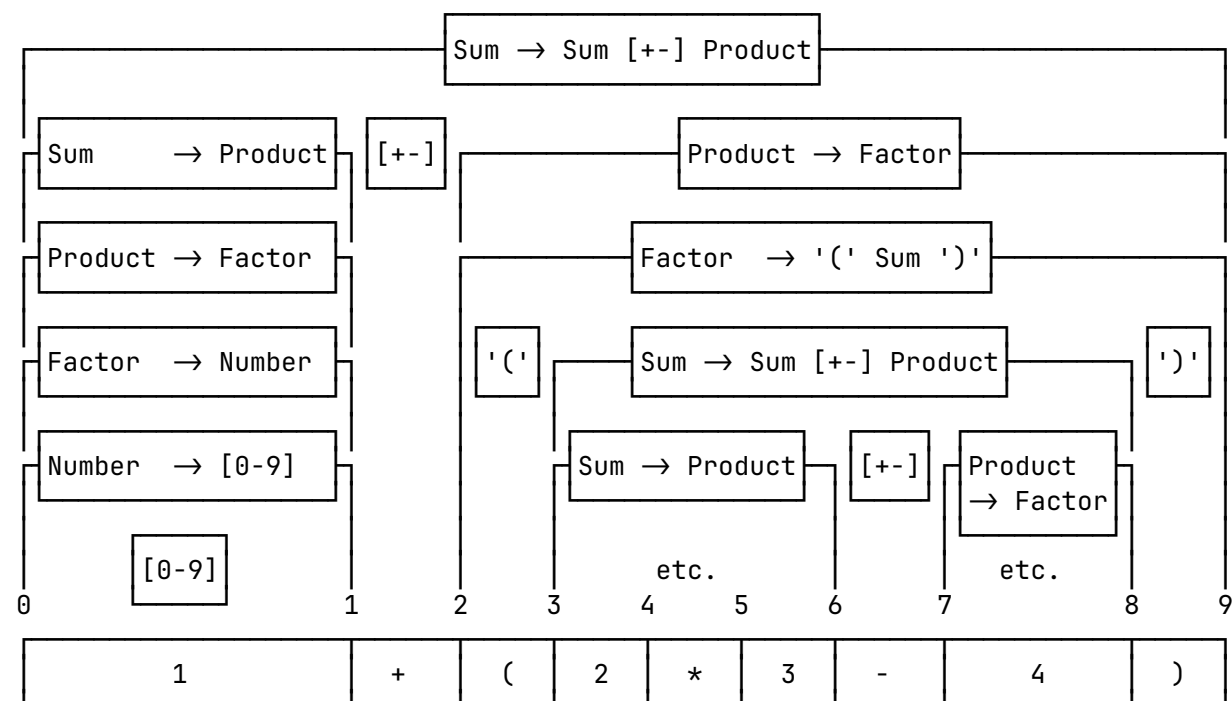 Sum → Sum [+-] Product
Sum → Product [+-] Product → Factor
Product → Factor Factor → '(' Sum ')'
Factor → Number '(' Sum → Sum [+-] Product ')'
Number → [0-9] Sum → Product [+-] Product
→ Factor
[0-9] etc. etc.
0 1 2 3 4 5 6 7 8 9
1 + ( 2 * 3 - 4 )